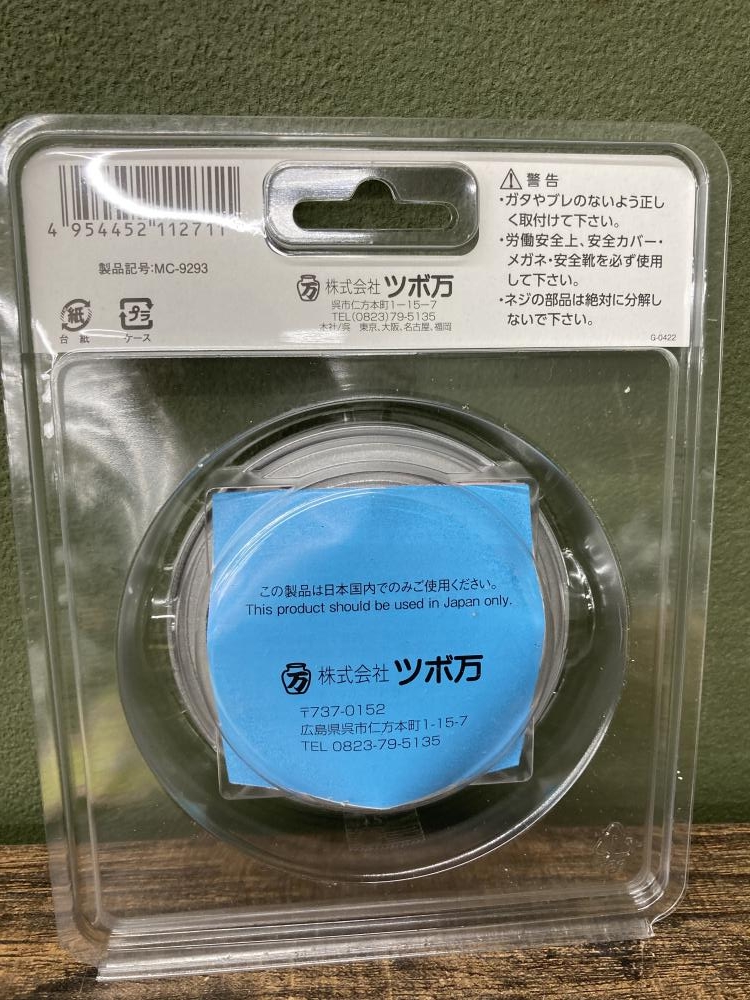 4 954452 112711
製品記号:MC-9293
紙
台紙
プラ
ケース
万 株式会社 ツボ万
呉市仁方本町1-15-7
TEL(0823)79-5135
本社/呉 東京、大阪、名古屋、福岡
警告
・ガタやブレのないよう正し
く取付けて下さい。
・労働安全上、安全カバー・
メガネ・安全靴を必ず使用
して下さい。
・ネジの部品は絶対に分解し
ないで下さい。
G-0422
この製品は日本国内でのみご使用ください。
This product should be used in Japan only.
万 株式会社 ツボ万
〒737-0152
広島県呉市仁方本町1-15-7
TEL 0823-79-5135